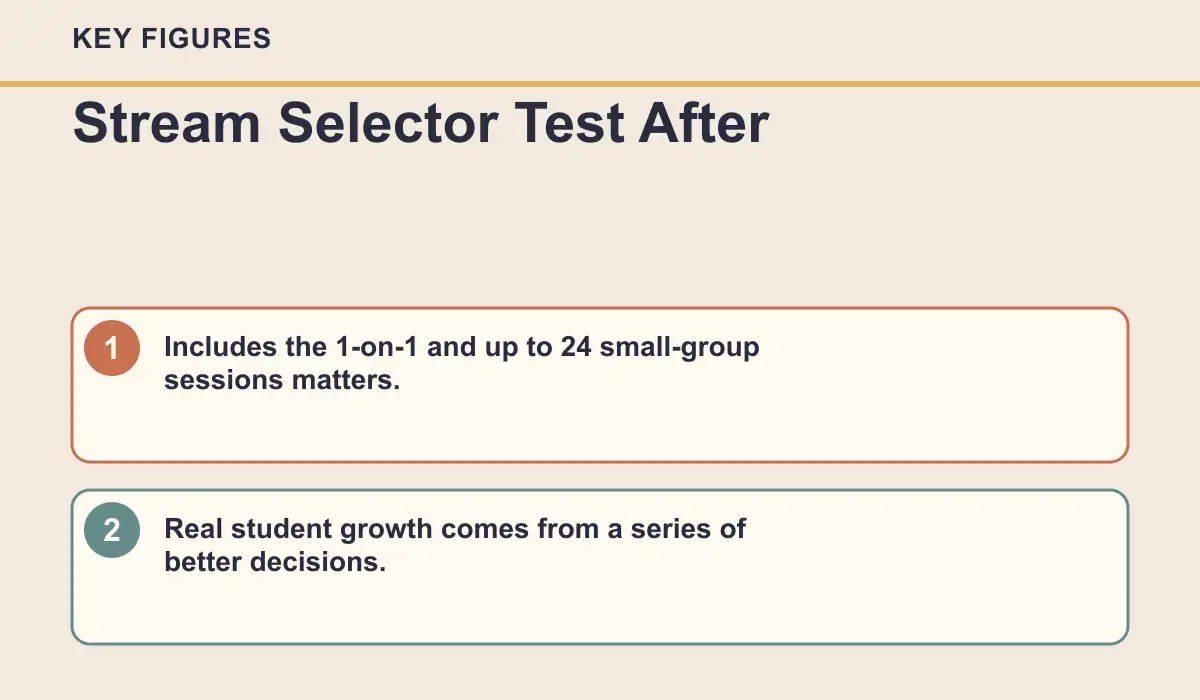 KEY FIGURES
Stream Selector Test After
1
Includes the 1-on-1 and up to 24 small-group
sessions matters.
2
Real student growth comes from a series of
better decisions.